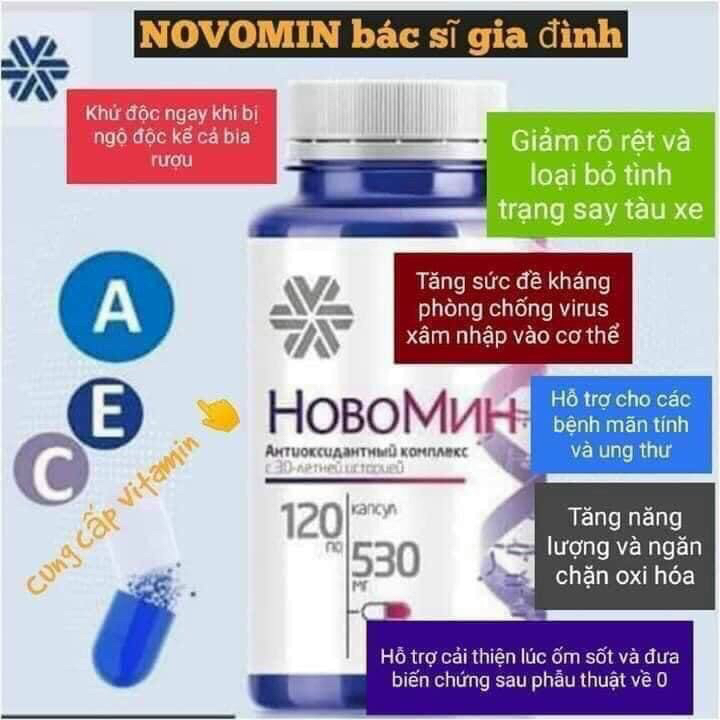 NOVOMIN bác sĩ gia đình
Khử độc ngay khi bị
ngộ độc kể cả bia
rượu
Giảm rõ rệt và
loại bỏ tình
trạng say tàu xe
A
E
C
cung cấp vitamin
Tăng sức đề kháng
phòng chống virus
xâm nhập vào cơ thể
НОВОМИН
Антиоксидантный комплекс
с 30-летней историей
120 капсул
по 530
мг
Hỗ trợ cho các
bệnh mãn tính
và ung thư
Tăng năng
lượng và ngăn
chặn oxi hóa
Hỗ trợ cải thiện lúc ốm sốt và đưa
biến chứng sau phẫu thuật về 0